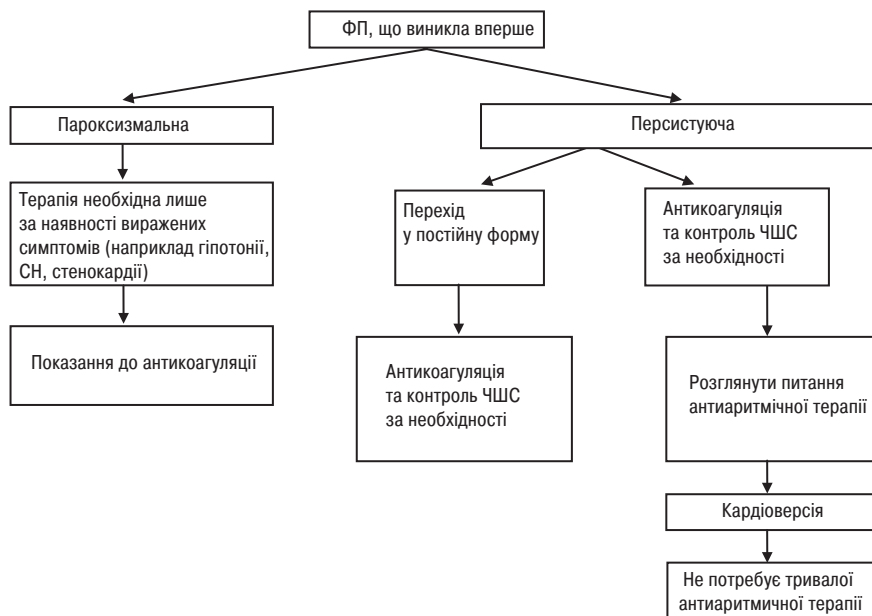 ФП, що виникла вперше
Пароксизмальна
Персистуюча
Терапія необхідна лише
за наявності виражених
симптомів (наприклад гіпотонії,
СН, стенокардії)
Перехід
у постійну форму
Антикоагуляція
та контроль ЧШС
за необхідності
Показання до антикоагуляції
Антикоагуляція
та контроль ЧШС
за необхідності
Розглянути питання
антиаритмічної терапії
Кардіоверсія
Не потребує тривалої
антиаритмичної терапії